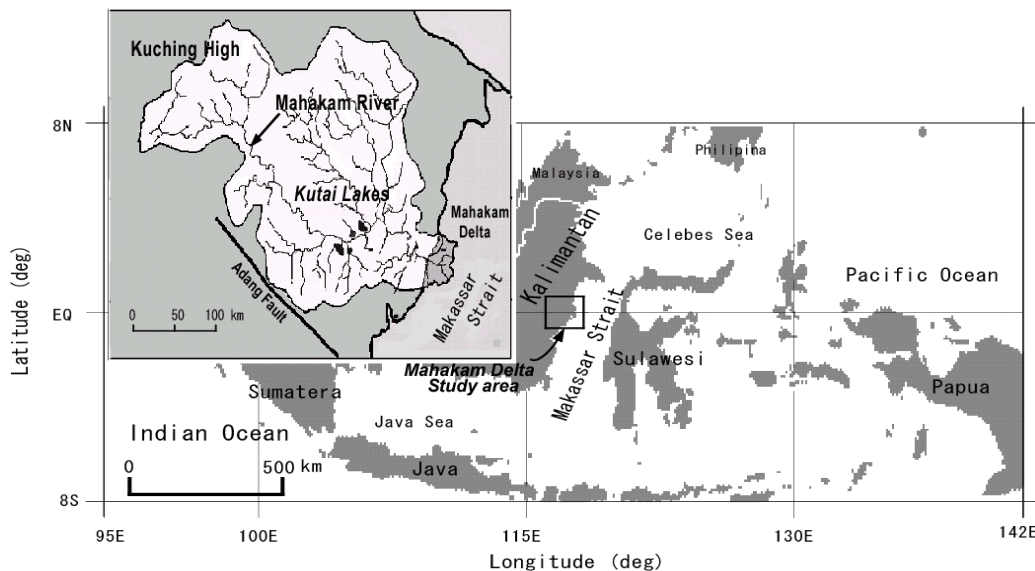 Kuching High
Mahakam River
Kutai Lakes
Mahakam
Delta
Adang Fault
Makassar
Strait
0 50 100 km
8N
EQ
8S
Latitude (deg)
Philipina
Malaysia
Kalimantan
Celebes Sea
Pacific Ocean
Makassar Strait
Sulawesi
Mahakam Delta
Study area
Papua
Sumatera
Java Sea
Indian Ocean
0 500 km
Java
95E 100E 115E 130E 142E
Longitude (deg)